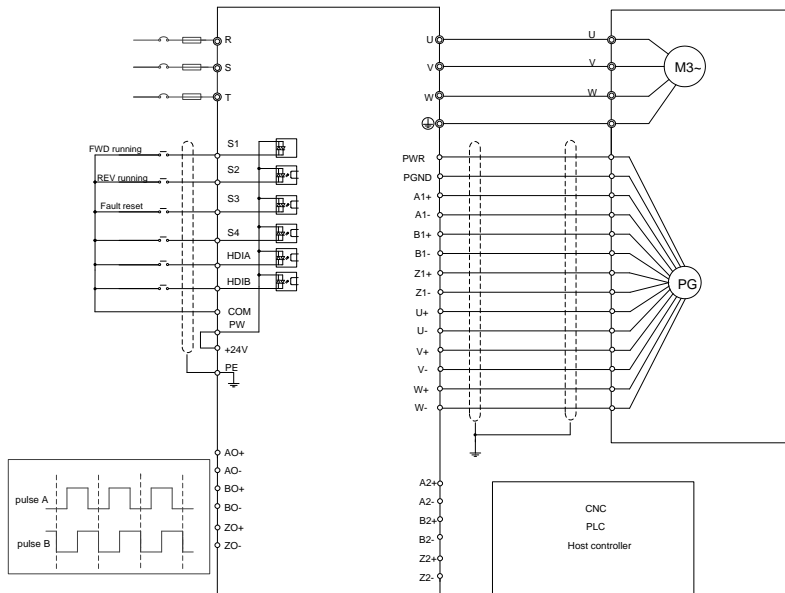 R
S
T
FWD running
REV running
Fault reset
S1
S2
S3
S4
HDIA
HDIB
COM
PW
+24V
PE
AO+
AO-
BO+
BO-
ZO+
ZO-
pulse A
pulse B
U
V
W
U
V
W
M3~
PWR
PGND
A1+
A1-
B1+
B1-
Z1+
Z1-
U+
U-
V+
V-
W+
W-
PG
A2+
A2-
B2+
B2-
Z2+
Z2-
CNC
PLC
Host controller